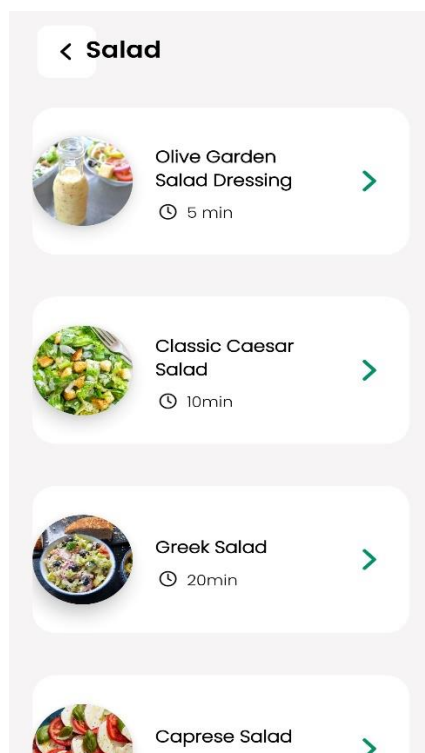 Salad
Olive Garden
Salad Dressing
5 min
Classic Caesar
Salad
10min
Greek Salad
20min
Caprese Salad